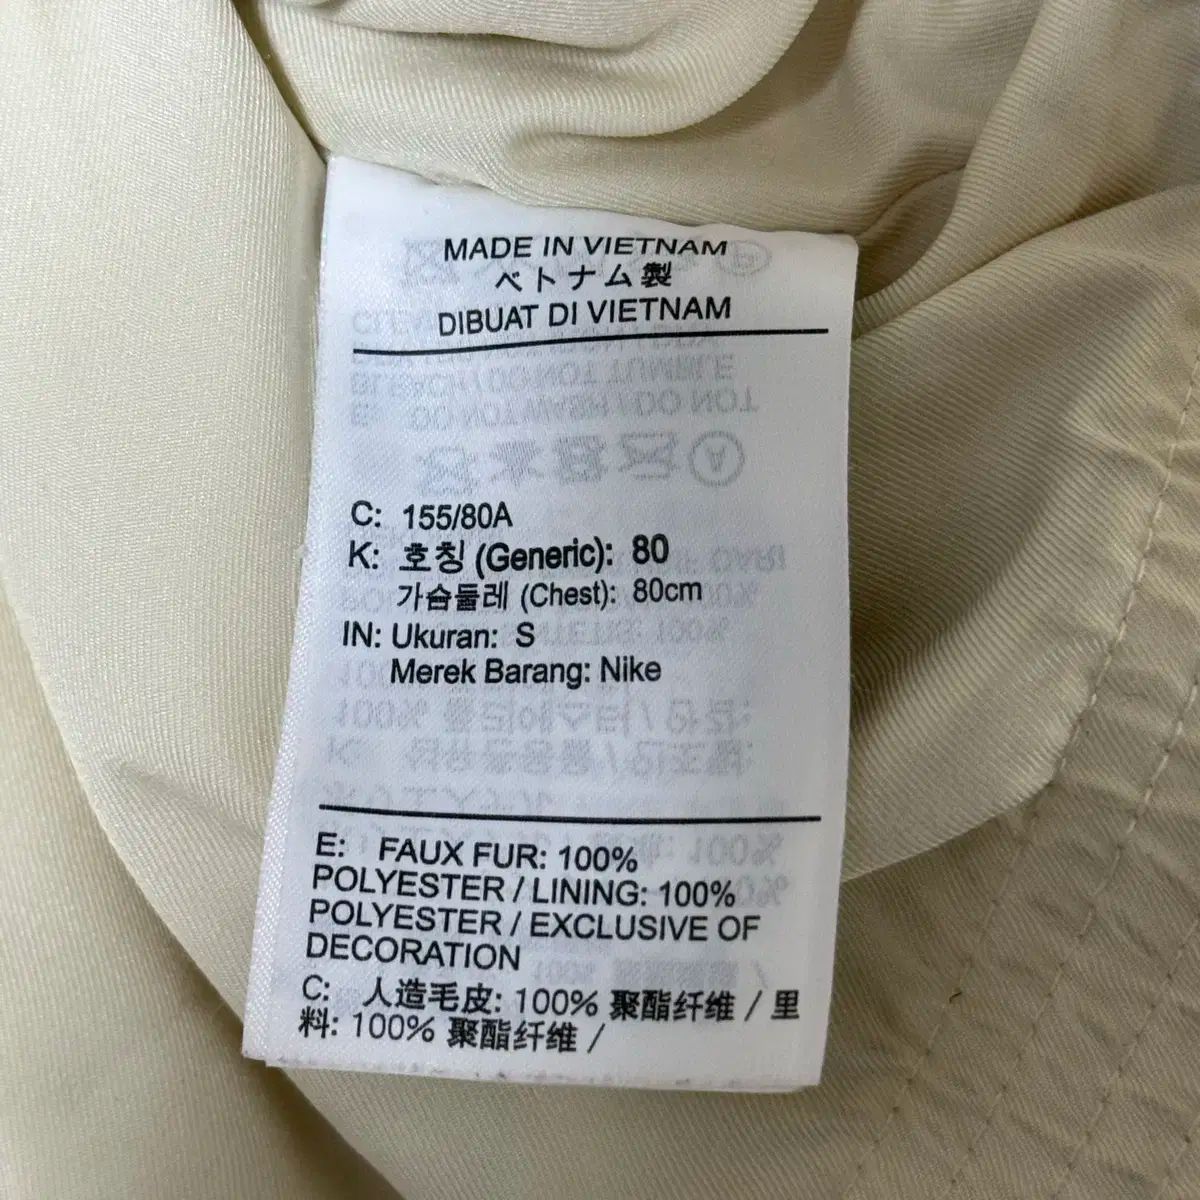 MADE IN VIETNAM
ベトナム製
DIBUAT DI VIETNAM
C: 155/80A
K: 호칭 (Generic): 80
가슴둘레 (Chest): 80cm
IN: Ukuran: S
Merek Barang: Nike
E: FAUX FUR: 100%
POLYESTER / LINING: 100%
POLYESTER / EXCLUSIVE OF
DECORATION
C: 人造毛皮: 100% 聚酯纤维 / 里
料: 100% 聚酯纤维 /